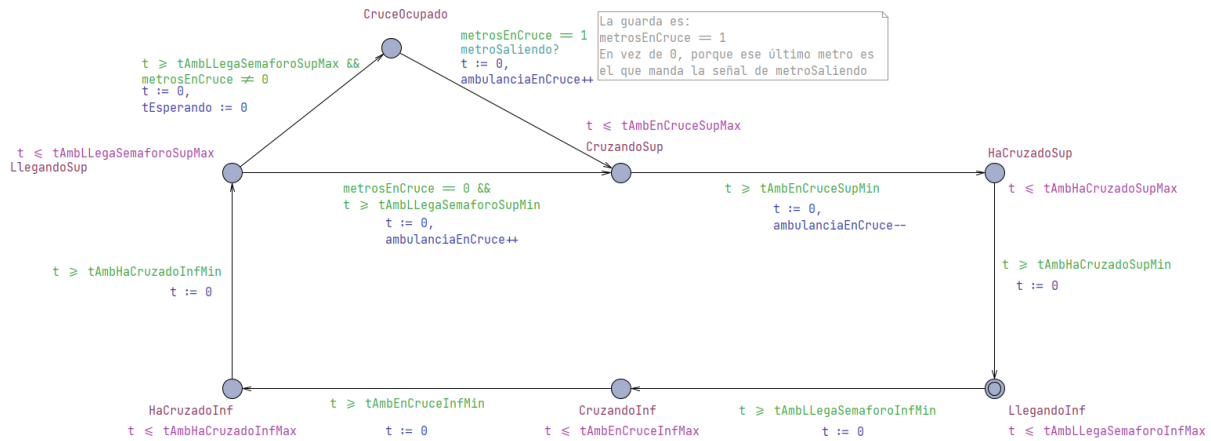 CruceOcupado
metrosEnCruce == 1
metroSaliendo?
t := 0,
ambulanciaEnCruce++
La guarda es:
metrosEnCruce == 1
En vez de 0, porque ese último metro es
el que manda la señal de metroSaliendo
t ⩾ tAmbLLegaSemaforoSupMax &&
metrosEnCruce ≠ 0
t := 0,
tEsperando := 0
t ⩽ tAmbLLegaSemaforoSupMax
LlegandoSup
t ⩽ tAmbEnCruceSupMax
CruzandoSup
HaCruzadoSup
t ⩽ tAmbHaCruzadoSupMax
metrosEnCruce == 0 &&
t ⩾ tAmbLLegaSemaforoSupMin
t := 0,
ambulanciaEnCruce++
t ⩾ tAmbEnCruceSupMin
t := 0,
ambulanciaEnCruce--
t ⩾ tAmbHaCruzadoInfMin
t := 0
t ⩾ tAmbHaCruzadoSupMin
t := 0
HaCruzadoInf
t ⩽ tAmbHaCruzadoInfMax
t ⩾ tAmbEnCruceInfMin
t := 0
CruzandoInf
t ⩽ tAmbEnCruceInfMax
t ⩾ tAmbLLegaSemaforoInfMin
t := 0
LlegandoInf
t ⩽ tAmbLLegaSemaforoInfMax